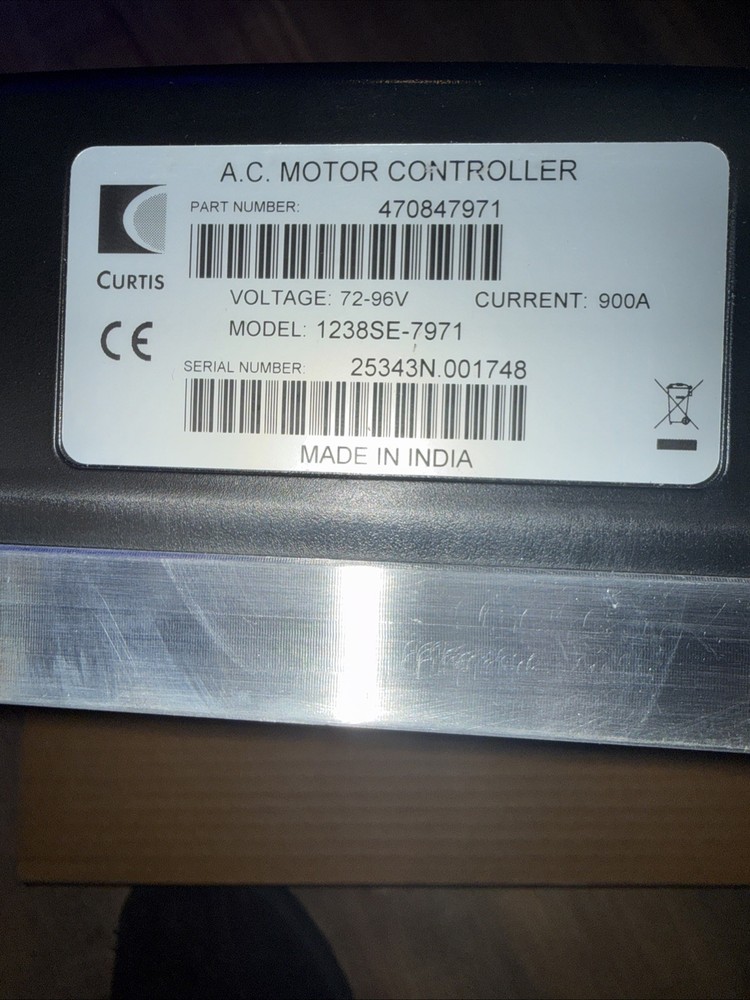 A.C. MOTOR CONTROLLER
PART NUMBER: 470847971
CURTIS
VOLTAGE: 72-96V CURRENT: 900A
MODEL: 1238SE-7971
CE
SERIAL NUMBER: 25343N.001748
MADE IN INDIA